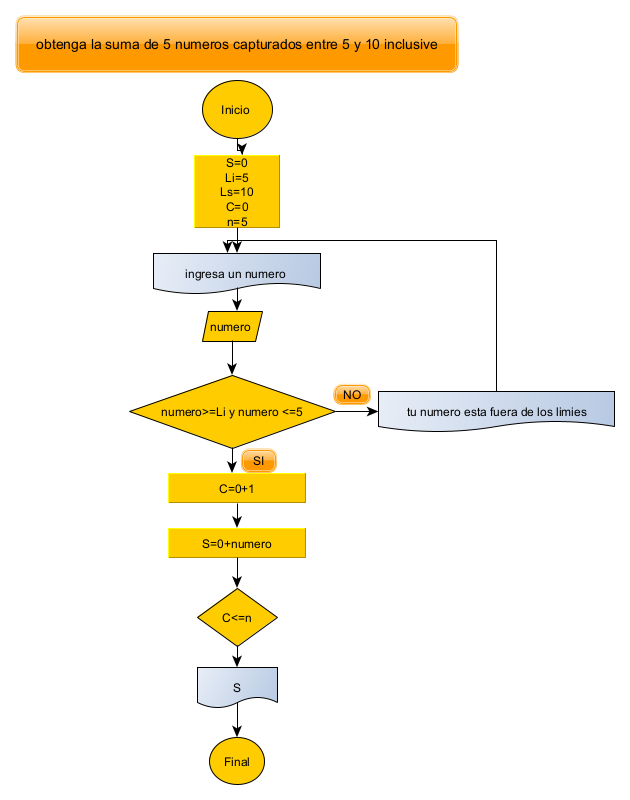 obtenga la suma de 5 numeros capturados entre 5 y 10 inclusive
Inicio
S=0
Li=5
Ls=10
C=0
n=5
ingresa un numero
numero
numero>=Li y numero <=5
NO
tu numero esta fuera de los limies
SI
C=0+1
S=0+numero
C<=n
S
Final